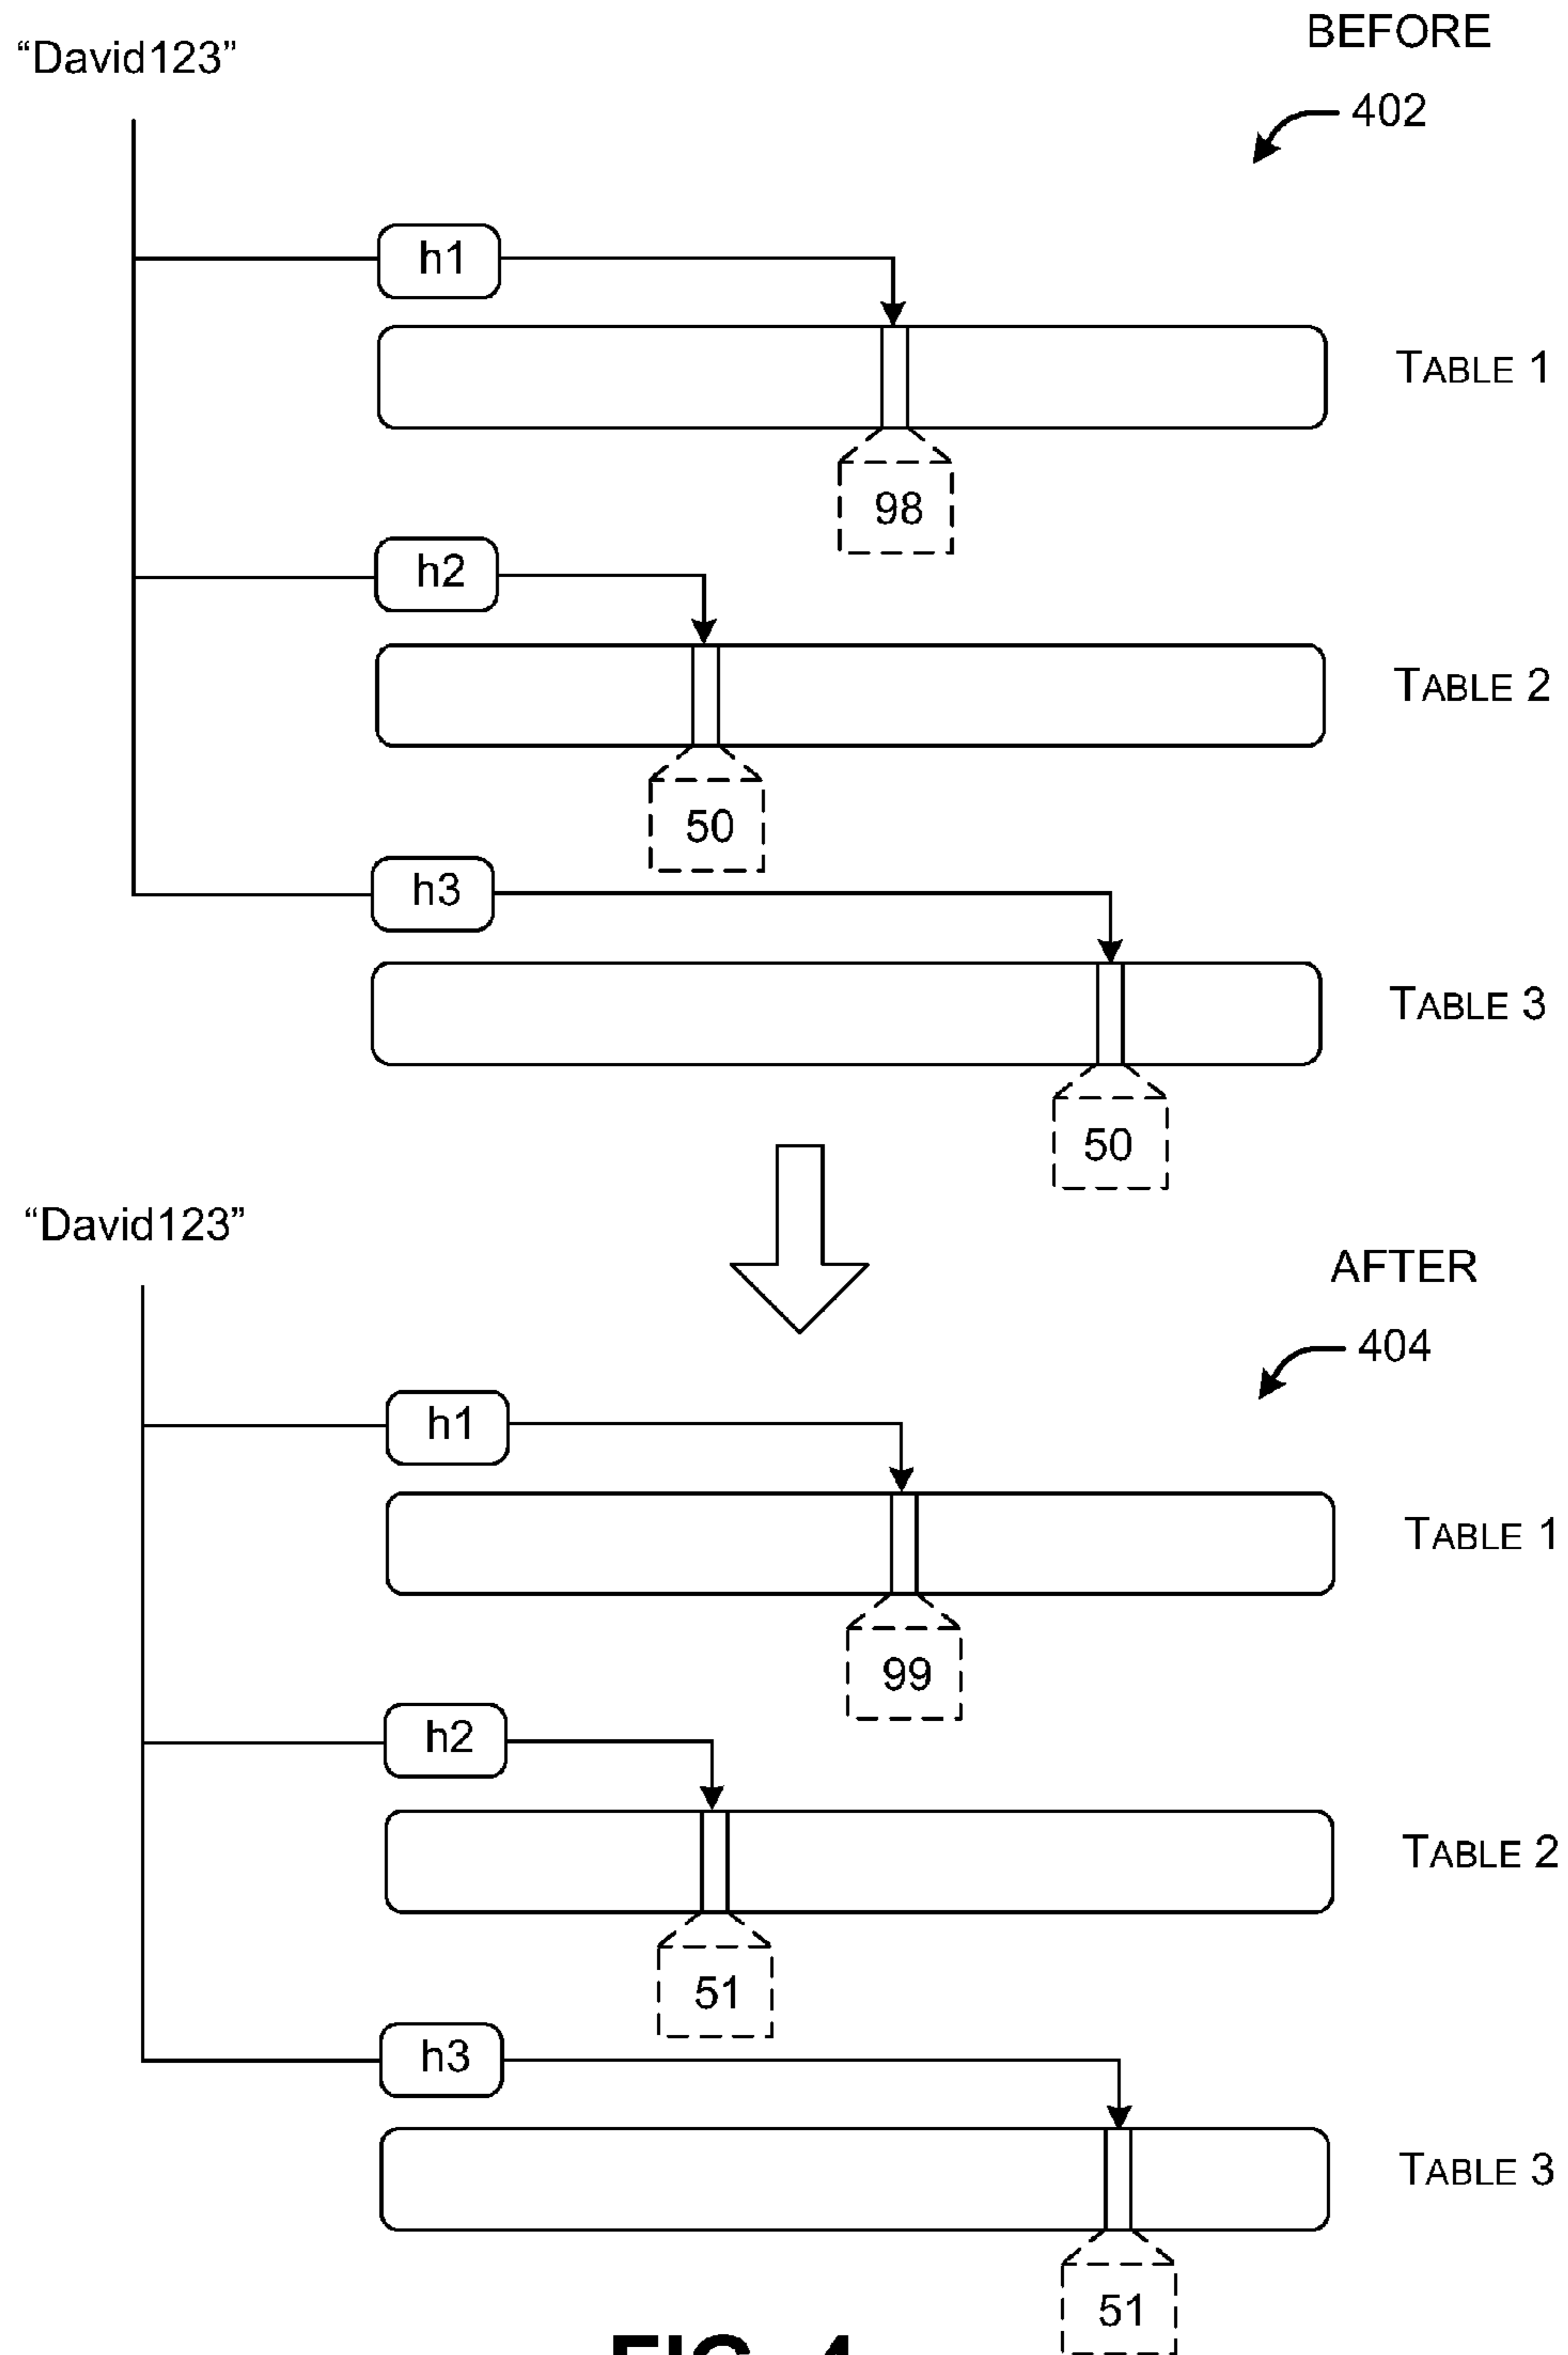 BEFORE
“David123”
402
h1
TABLE 1
98
h2
TABLE 2
50
h3
TABLE 3
50
“David123”
AFTER
404
h1
TABLE 1
99
h2
TABLE 2
51
h3
TABLE 3
51